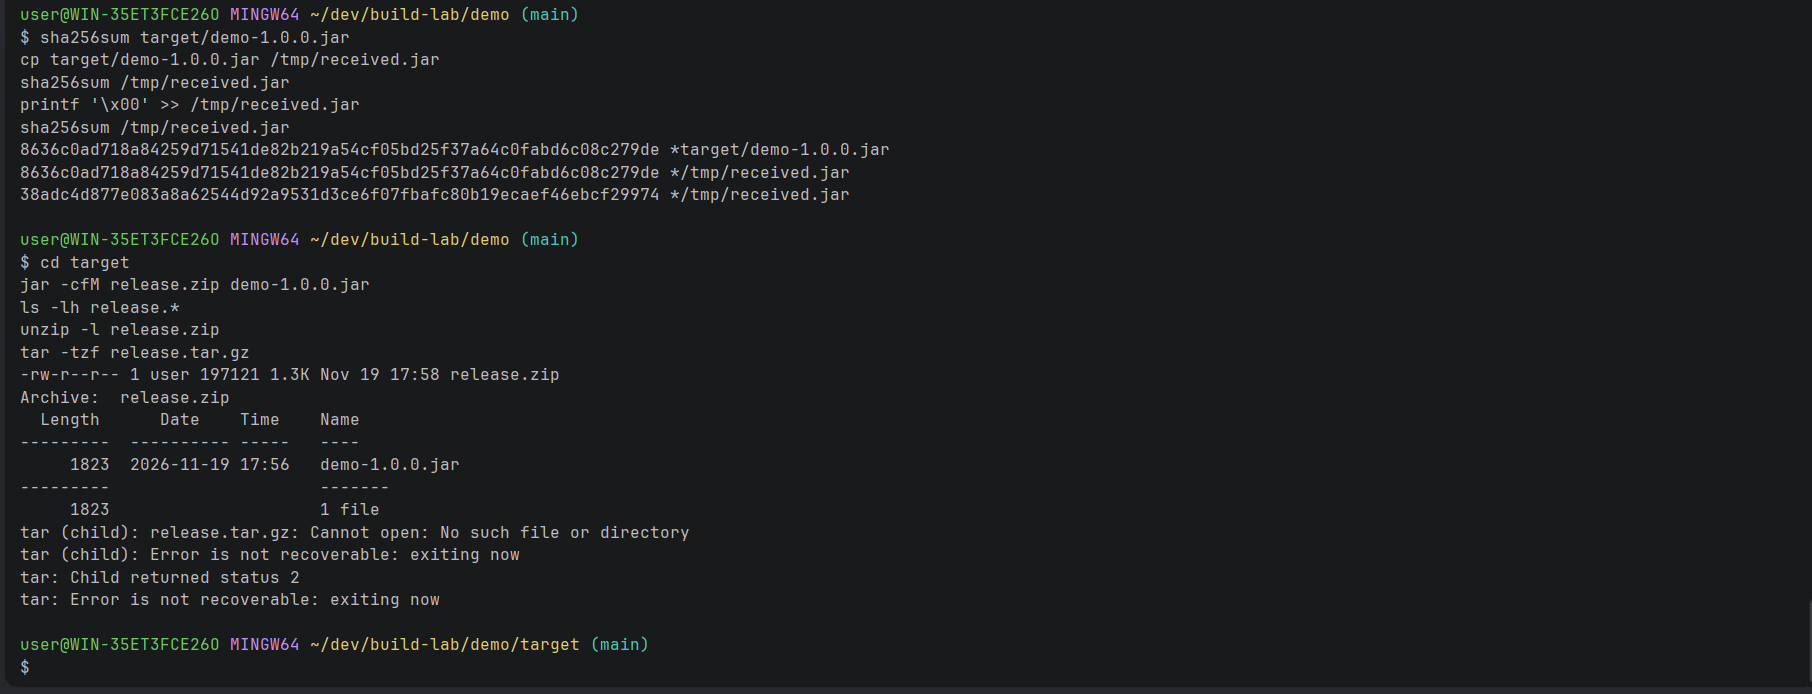 user@WIN-35ET3FCE26O MINGW64 ~/dev/build-lab/demo (main)
$ sha256sum target/demo-1.0.0.jar
cp target/demo-1.0.0.jar /tmp/received.jar
sha256sum /tmp/received.jar
printf '\x00' >> /tmp/received.jar
sha256sum /tmp/received.jar
8636c0ad718a84259d71541de82b219a54cf05bd25f37a64c0fabd6c08c279de *target/demo-1.0.0.jar
8636c0ad718a84259d71541de82b219a54cf05bd25f37a64c0fabd6c08c279de */tmp/received.jar
38adc4d877e083a8a62544d92a9531d3ce6f07fbafc80b19ecaef46ebcf29974 */tmp/received.jar

user@WIN-35ET3FCE26O MINGW64 ~/dev/build-lab/demo (main)
$ cd target
jar -cfM release.zip demo-1.0.0.jar
ls -lh release.*
unzip -l release.zip
tar -tzf release.tar.gz
-rw-r--r-- 1 user 197121 1.3K Nov 19 17:58 release.zip
Archive:  release.zip
  Length      Date    Time    Name
---------  ---------- -----   ----
     1823  2026-11-19 17:56   demo-1.0.0.jar
---------                     -------
     1823                     1 file
tar (child): release.tar.gz: Cannot open: No such file or directory
tar (child): Error is not recoverable: exiting now
tar: Child returned status 2
tar: Error is not recoverable: exiting now

user@WIN-35ET3FCE26O MINGW64 ~/dev/build-lab/demo/target (main)
$